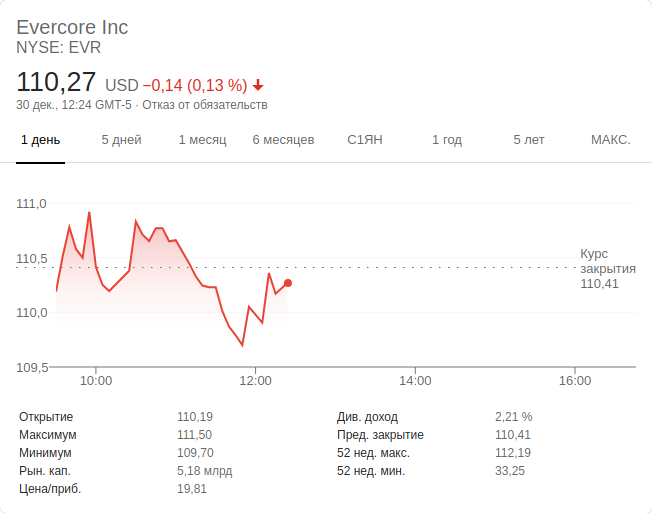 Evercore Inc
NYSE: EVR
110,27 USD −0,14 (0,13 %)
30 дек., 12:24 GMT-5 · Отказ от обязательств
1 день 5 дней 1 месяц 6 месяцев С1ЯН 1 год 5 лет МАКС.
111,0
110,5
110,0
109,5
Курс
закрытия
110,41
10:00 12:00 14:00 16:00
Открытие 110,19 Див. доход 2,21 %
Максимум 111,50 Пред. закрытие 110,41
Минимум 109,70 52 нед. макс. 112,19
Рын. кап. 5,18 млрд 52 нед. мин. 33,25
Цена/приб. 19,81